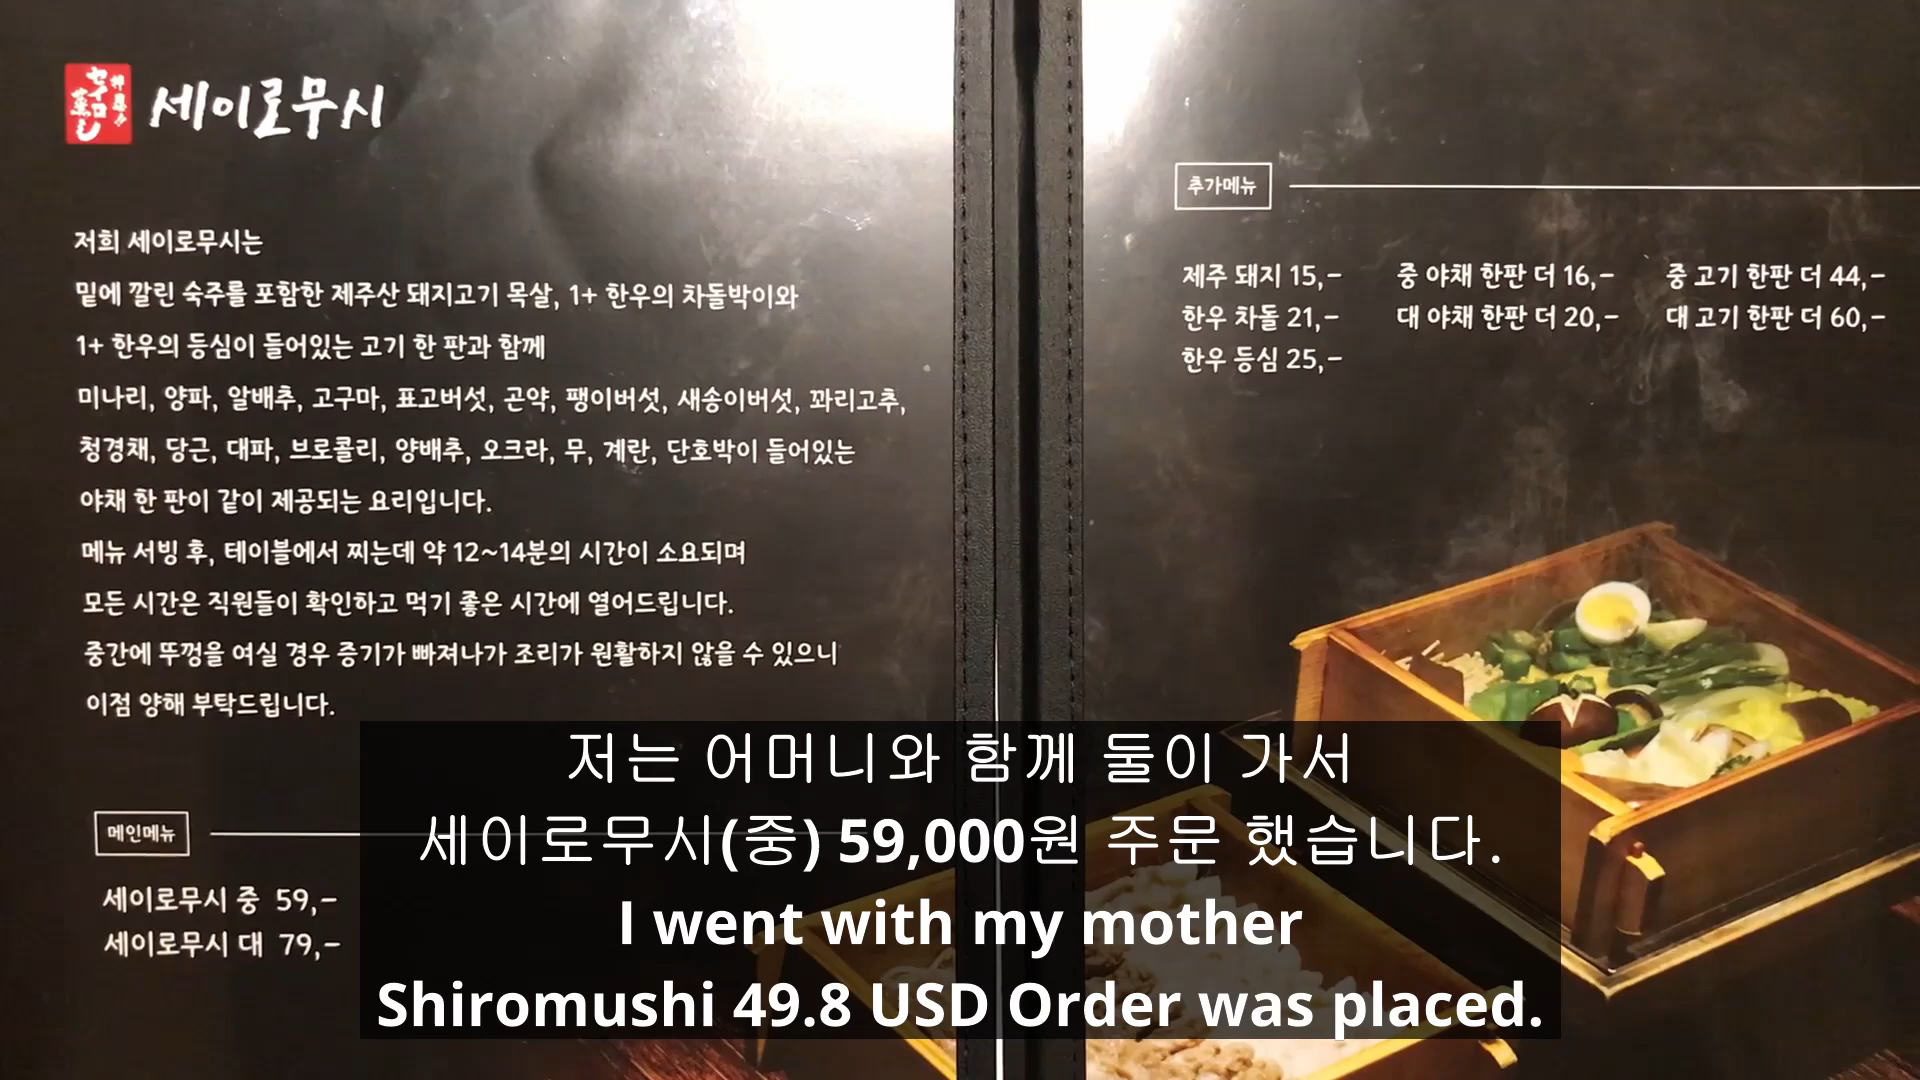 セイロ蒸し
세이로무시
저희 세이로무시는
밑에 깔린 숙주를 포함한 제주산 돼지고기 목살, 1+ 한우의 차돌박이와
1+ 한우의 등심이 들어있는 고기 한 판과 함께
미나리, 양파, 알배추, 고구마, 표고버섯, 곤약, 팽이버섯, 새송이버섯, 꽈리고추,
청경채, 당근, 대파, 브로콜리, 양배추, 오크라, 무, 계란, 단호박이 들어있는
야채 한 판이 같이 제공되는 요리입니다.
메뉴 서빙 후, 테이블에서 찌는데 약 12~14분의 시간이 소요되며
모든 시간은 직원들이 확인하고 먹기 좋은 시간에 열어드립니다.
중간에 뚜껑을 여실 경우 증기가 빠져나가 조리가 원활하지 않을 수 있으니
이점 양해 부탁드립니다.
메인메뉴
세이로무시 중 59,-
세이로무시 대 79,-
추가메뉴
제주 돼지 15,- 중 야채 한판 더 16,- 중 고기 한판 더 44,-
한우 차돌 21,- 대 야채 한판 더 20,- 대 고기 한판 더 60,-
한우 등심 25,-
저는 어머니와 함께 둘이 가서
세이로무시(중) 59,000원 주문 했습니다.
I went with my mother
Shiromushi 49.8 USD Order was placed.